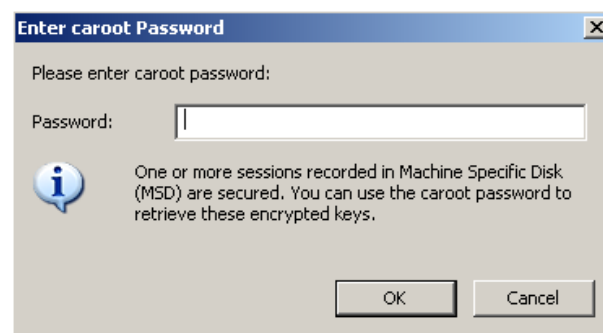 Enter caroot Password
Please enter caroot password:
Password:
One or more sessions recorded in Machine Specific Disk
(MSD) are secured. You can use the caroot password to
retrieve these encrypted keys.
OK Cancel